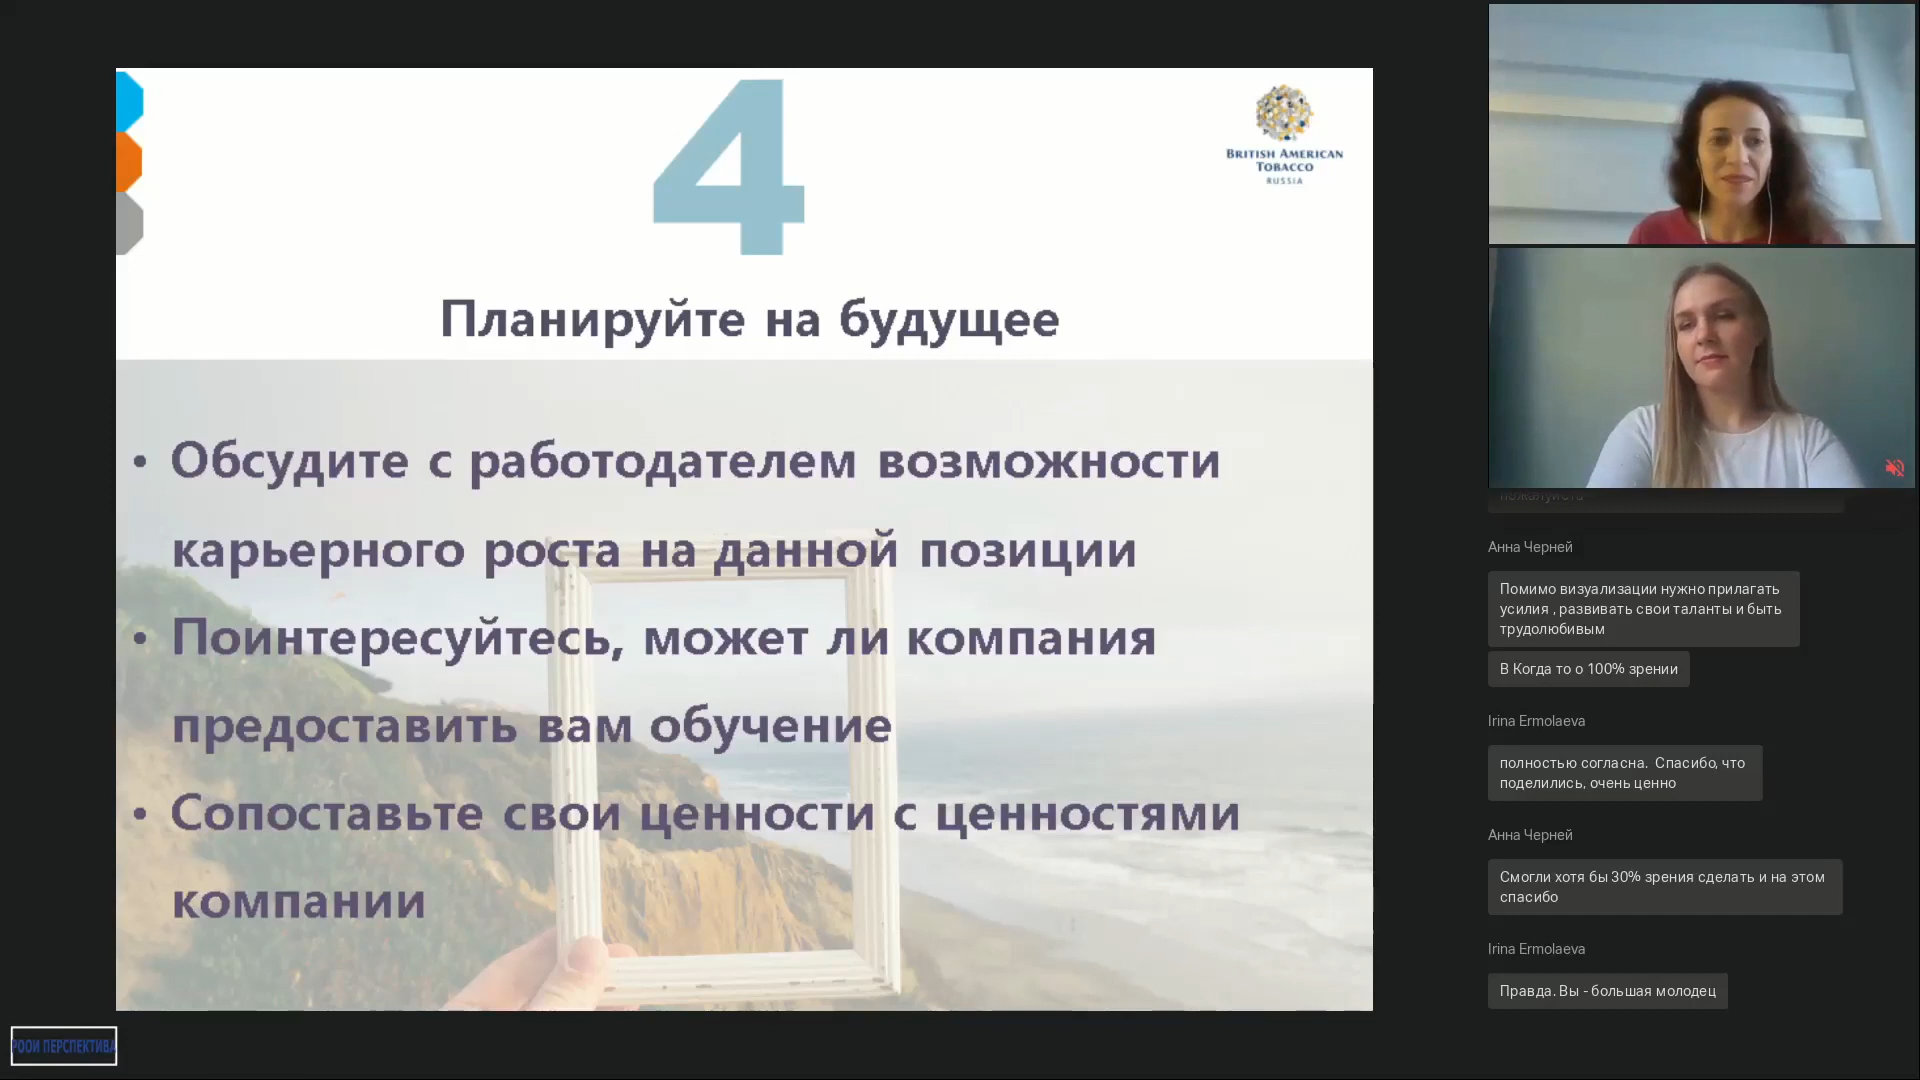 4
BRITISH AMERICAN
TOBACCO
RUSSIA
Планируйте на будущее
• Обсудите с работодателем возможности
карьерного роста на данной позиции
• Поинтересуйтесь, может ли компания
предоставить вам обучение
• Сопоставьте свои ценности с ценностями
компании
пожалуйста
Анна Черней
Помимо визуализации нужно прилагать
усилия , развивать свои таланты и быть
трудолюбивым
В Когда то о 100% зрении
Irina Ermolaeva
полностью согласна. Спасибо, что
поделились, очень ценно
Анна Черней
Смогли хотя бы 30% зрения сделать и на этом
спасибо
Irina Ermolaeva
Правда. Вы - большая молодец
РООИ ПЕРСПЕКТИВА